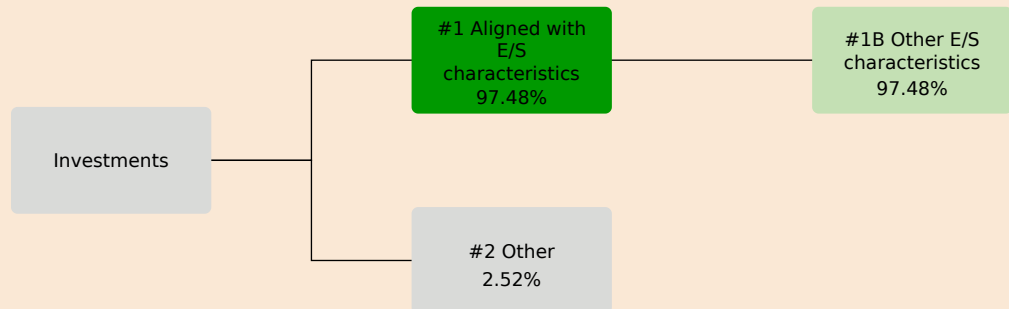 #1 Aligned with
E/S
characteristics
97.48%
#1B Other E/S
characteristics
97.48%
Investments
#2 Other
2.52%